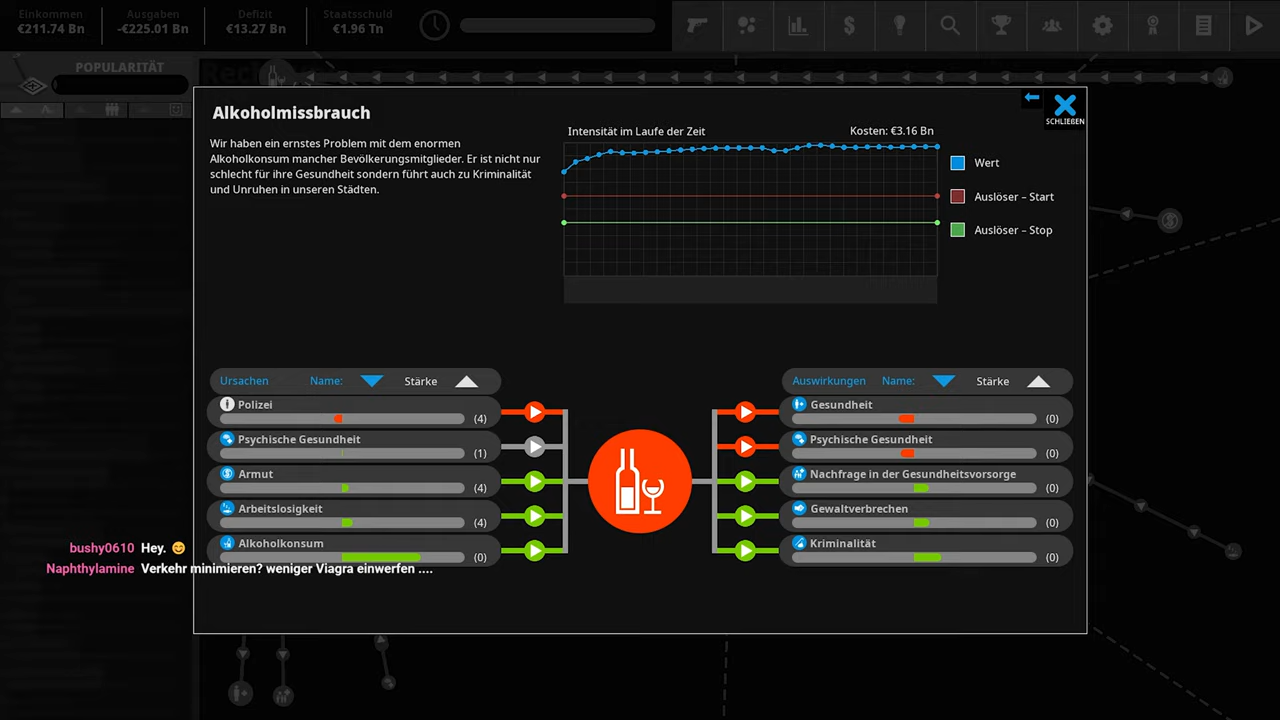 Einkommen
€211.74 Bn
Ausgaben
-€225.01 Bn
Defizit
€13.27 Bn
Staatsschuld
€1.96 Tn
POPULARITÄT
Alkoholmissbrauch
SCHLIEßEN
Wir haben ein ernstes Problem mit dem enormen
Alkoholkonsum mancher Bevölkerungsmitglieder. Er ist nicht nur
schlecht für ihre Gesundheit sondern führt auch zu Kriminalität
und Unruhen in unseren Städten.
Intensität im Laufe der Zeit
Kosten: €3.16 Bn
Wert
Auslöser – Start
Auslöser – Stop
Ursachen Name: Stärke
Polizei
(4)
Psychische Gesundheit
(1)
Armut
(4)
Arbeitslosigkeit
(4)
Alkoholkonsum
(0)
Auswirkungen Name: Stärke
Gesundheit
(0)
Psychische Gesundheit
(0)
Nachfrage in der Gesundheitsvorsorge
(0)
Gewaltverbrechen
(0)
Kriminalität
(0)
bushy0610 Hey. 😊
Naphthylamine Verkehr minimieren? weniger Viagra einwerfen ....